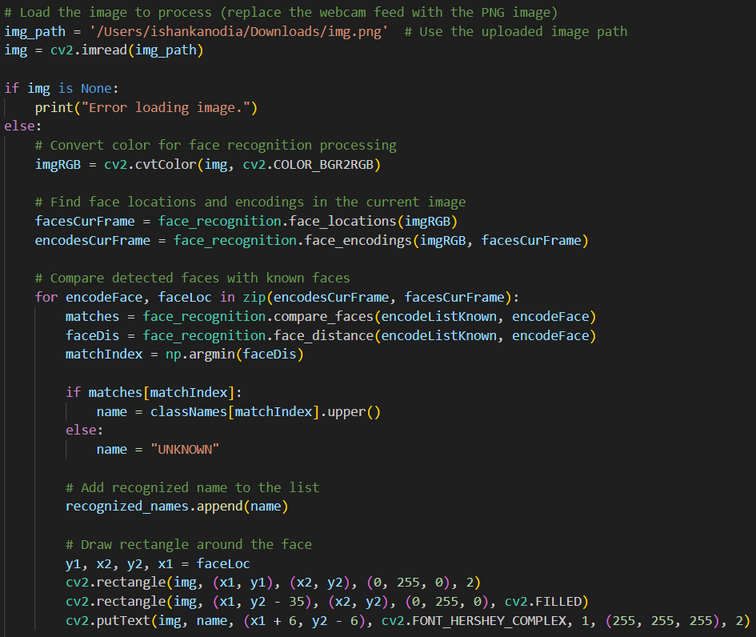 # Load the image to process (replace the webcam feed with the PNG image)
img_path = '/Users/ishankanodia/Downloads/img.png'  # Use the uploaded image path
img = cv2.imread(img_path)

if img is None:
    print("Error loading image.")
else:
    # Convert color for face recognition processing
    imgRGB = cv2.cvtColor(img, cv2.COLOR_BGR2RGB)

    # Find face locations and encodings in the current image
    facesCurFrame = face_recognition.face_locations(imgRGB)
    encodesCurFrame = face_recognition.face_encodings(imgRGB, facesCurFrame)

    # Compare detected faces with known faces
    for encodeFace, faceLoc in zip(encodesCurFrame, facesCurFrame):
        matches = face_recognition.compare_faces(encodeListKnown, encodeFace)
        faceDis = face_recognition.face_distance(encodeListKnown, encodeFace)
        matchIndex = np.argmin(faceDis)

        if matches[matchIndex]:
            name = classNames[matchIndex].upper()
        else:
            name = "UNKNOWN"

        # Add recognized name to the list
        recognized_names.append(name)

        # Draw rectangle around the face
        y1, x2, y2, x1 = faceLoc
        cv2.rectangle(img, (x1, y1), (x2, y2), (0, 255, 0), 2)
        cv2.rectangle(img, (x1, y2 - 35), (x2, y2), (0, 255, 0), cv2.FILLED)
        cv2.putText(img, name, (x1 + 6, y2 - 6), cv2.FONT_HERSHEY_COMPLEX, 1, (255, 255, 255), 2)